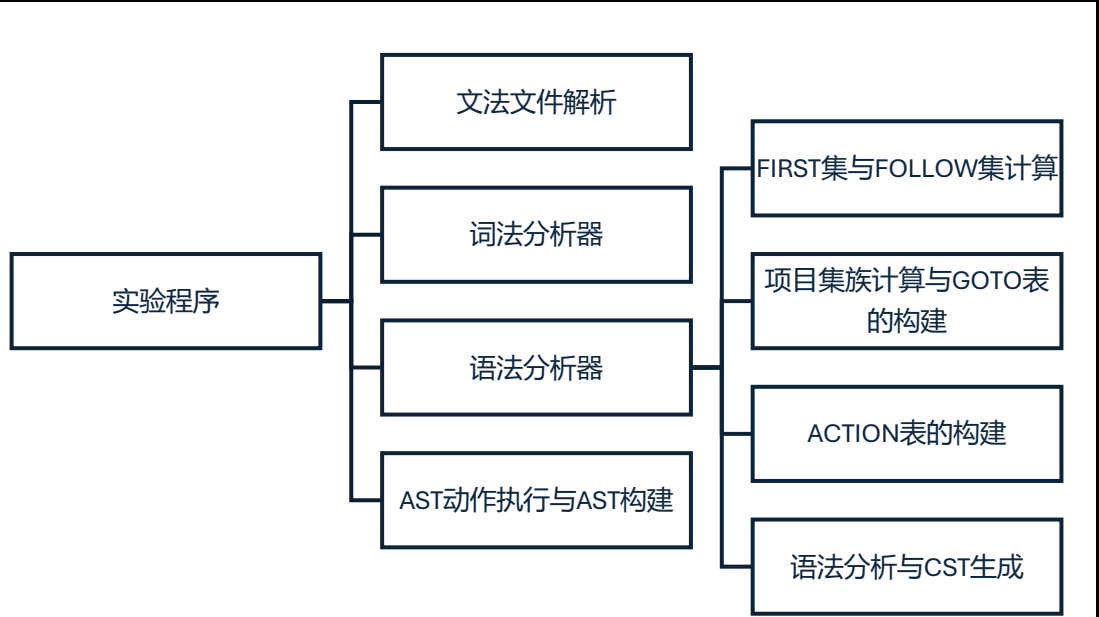 实验程序
文法文件解析
词法分析器
语法分析器
AST动作执行与AST构建
FIRST集与FOLLOW集计算
项目集族计算与GOTO表
的构建
ACTION表的构建
语法分析与CST生成